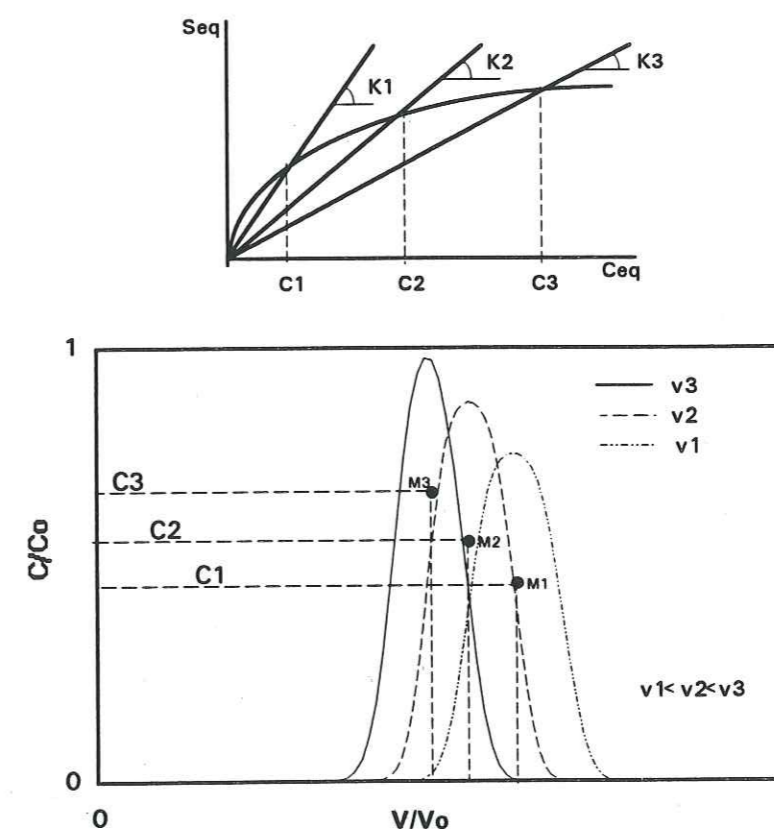 Seq
K1
K2
K3
C1
C2
C3
Ceq
1
v3
v2
v1
C3
M3
C2
M2
C/Co
C1
M1
v1< v2<v3
0
0
V/Vo